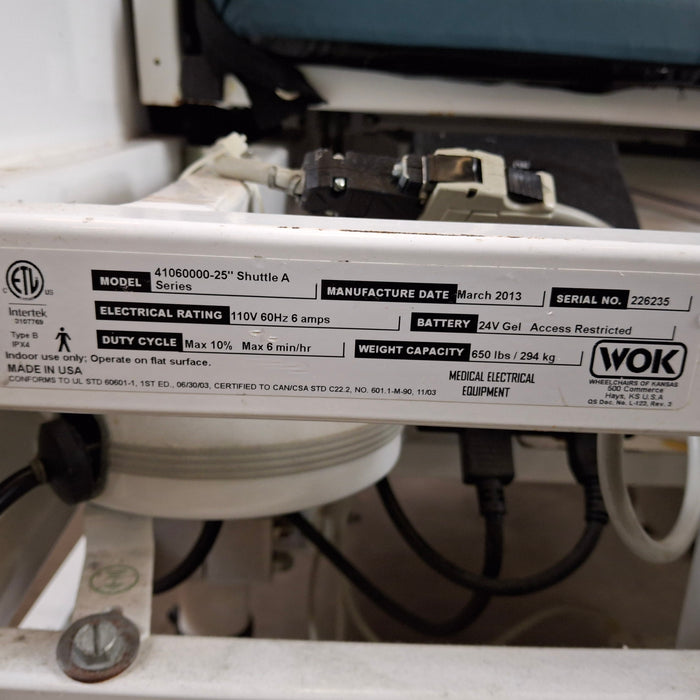 c ETL us
Intertek
3107769
Type B
IPX4
MODEL 41060000-25" Shuttle A
Series
MANUFACTURE DATE March 2013
SERIAL NO. 226235
ELECTRICAL RATING 110V 60Hz 6 amps
BATTERY 24V Gel Access Restricted
DUTY CYCLE Max 10% Max 6 min/hr
WEIGHT CAPACITY 650 lbs / 294 kg
Indoor use only; Operate on flat surface.
MADE IN USA
CONFORMS TO UL STD 60601-1, 1ST ED., 06/30/03, CERTIFIED TO CAN/CSA STD C22.2, NO. 601.1-M-90, 11/03
MEDICAL ELECTRICAL
EQUIPMENT
WOK
WHEELCHAIRS OF KANSAS
500 Commerce
Hays, KS U.S.A
QS Doc. No. L-122, Rev. 3